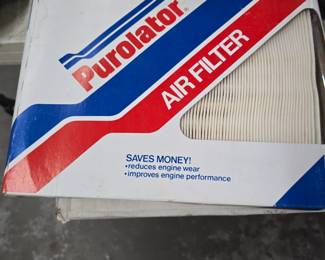 Purolator®
AIR FILTER
SAVES MONEY!
•reduces engine wear
•improves engine performance